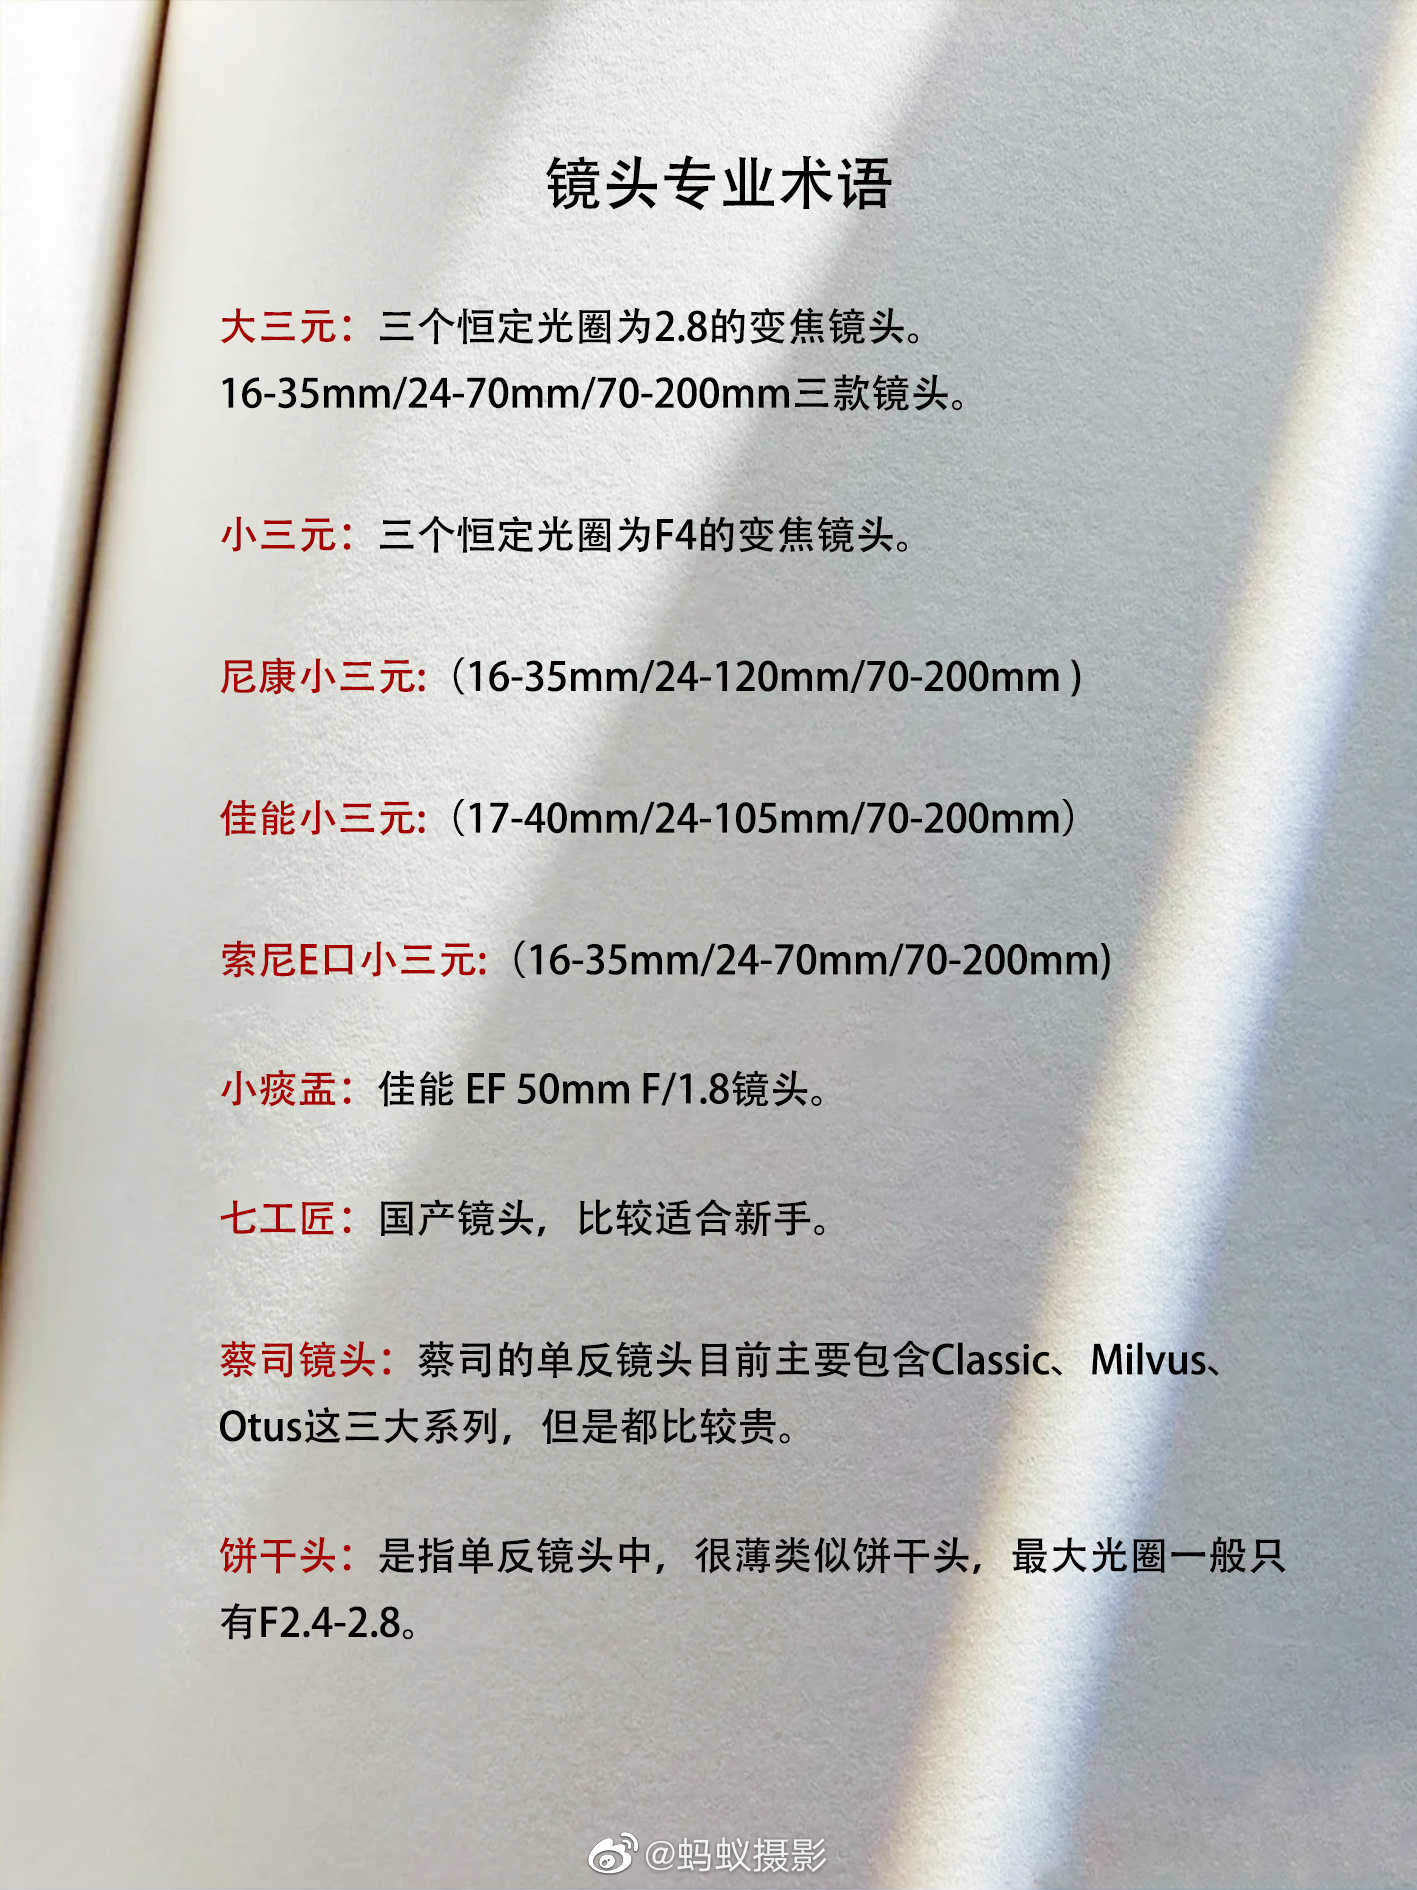 镜头专业术语
大三元：三个恒定光圈为2.8的变焦镜头。
16-35mm/24-70mm/70-200mm三款镜头。
小三元：三个恒定光圈为F4的变焦镜头。
尼康小三元:（16-35mm/24-120mm/70-200mm )
佳能小三元:（17-40mm/24-105mm/70-200mm）
索尼E口小三元:（16-35mm/24-70mm/70-200mm)
小痰盂：佳能 EF 50mm F/1.8镜头。
七工匠：国产镜头，比较适合新手。
蔡司镜头：蔡司的单反镜头目前主要包含Classic、Milvus、
Otus这三大系列，但是都比较贵。
饼干头：是指单反镜头中，很薄类似饼干头，最大光圈一般只
有F2.4-2.8。
@蚂蚁摄影